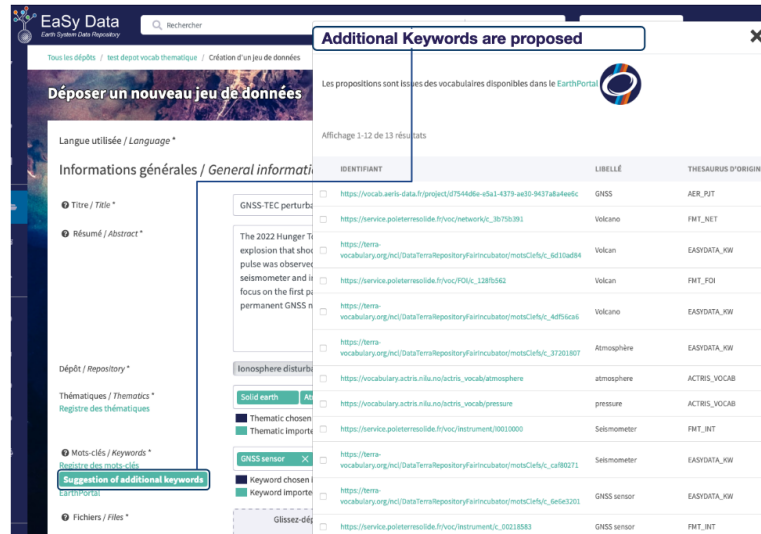 EaSy Data
Earth System Data Repository
Rechercher
Additional Keywords are proposed
Tous les dépôts / test depot vocab thematique / Création d'un jeu de données
Déposer un nouveau jeu de données
Langue utilisée / Language *
Informations générales / General informati
Titre / Title *
GNSS-TEC perturba
Résumé / Abstract *
The 2022 Hunger To
explosion that shoo
pulse was observed
seismometer and in
focus on the first pa
permanent GNSS n
Dépôt / Repository *
Ionosphere disturba
Thématiques / Thematics *
Registre des thématiques
Solid earth
At
Thematic chosen
Thematic importe
Mots-clés / Keywords *
Registre des mots-clés
Suggestion of additional keywords
EarthPortal
GNSS sensor X
Keyword chosen i
Keyword importe
Fichiers / Files *
Glissez-dép
Les propositions sont issues des vocabulaires disponibles dans le EarthPortal
Affichage 1-12 de 13 résultats
IDENTIFIANT LIBELLÉ THESAURUS D'ORIGIN
https://vocab.aeris-data.fr/project/d7544d6e-e5a1-4379-ae30-9437a8a4ee6c GNSS AER_PJT
https://service.poleterresolide.fr/voc/network/c_3b75b391 Volcano FMT_NET
https://terra-
vocabulary.org/ncl/DataTerraRepositoryFairIncubator/motsClefs/c_6d10ad84 Volcan EASYDATA_KW
https://service.poleterresolide.fr/voc/FOI/c_128fb562 Volcan FMT_FOI
https://terra-
vocabulary.org/ncl/DataTerraRepositoryFairIncubator/motsClefs/c_4df56ca6 Volcano EASYDATA_KW
https://terra-
vocabulary.org/ncl/DataTerraRepositoryFairIncubator/motsClefs/c_37201807 Atmosphère EASYDATA_KW
https://vocabulary.actris.nilu.no/actris_vocab/atmosphere atmosphere ACTRIS_VOCAB
https://vocabulary.actris.nilu.no/actris_vocab/pressure pressure ACTRIS_VOCAB
https://service.poleterresolide.fr/voc/instrument/I0010000 Seismometer FMT_INT
https://terra-
vocabulary.org/ncl/DataTerraRepositoryFairIncubator/motsClefs/c_caf80271 Seismometer EASYDATA_KW
https://terra-
vocabulary.org/ncl/DataTerraRepositoryFairIncubator/motsClefs/c_6e6e3201 GNSS sensor EASYDATA_KW
https://service.poleterresolide.fr/voc/instrument/c_00218583 GNSS sensor FMT_INT